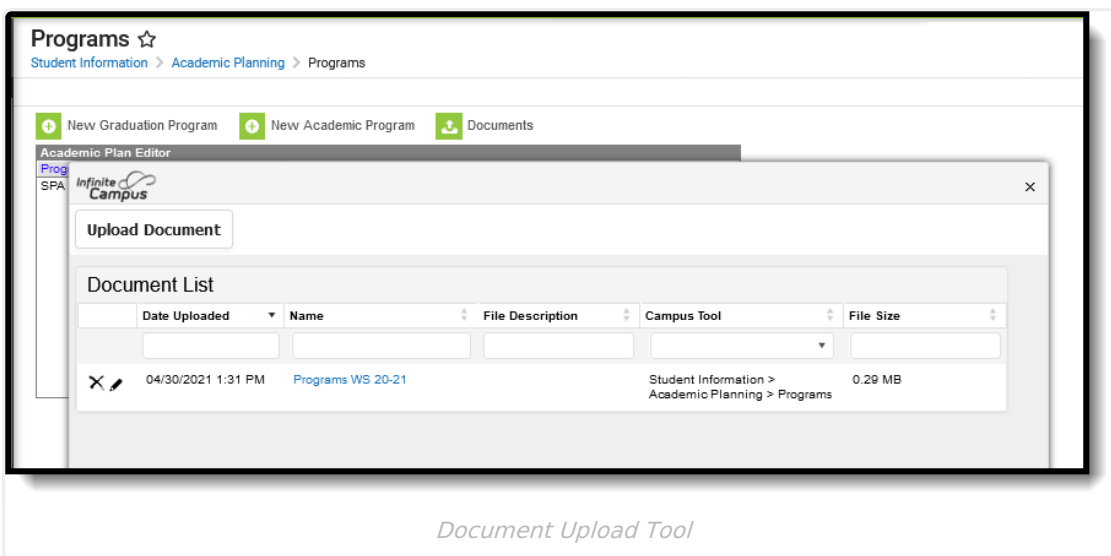 Programs
Student Information > Academic Planning > Programs
New Graduation Program New Academic Program Documents
Academic Plan Editor
Prog
SPA
Infinite
Campus
×
Upload Document
Document List
Date Uploaded Name File Description Campus Tool File Size
04/30/2021 1:31 PM Programs WS 20-21 Student Information > 0.29 MB
Academic Planning > Programs
Document Upload Tool